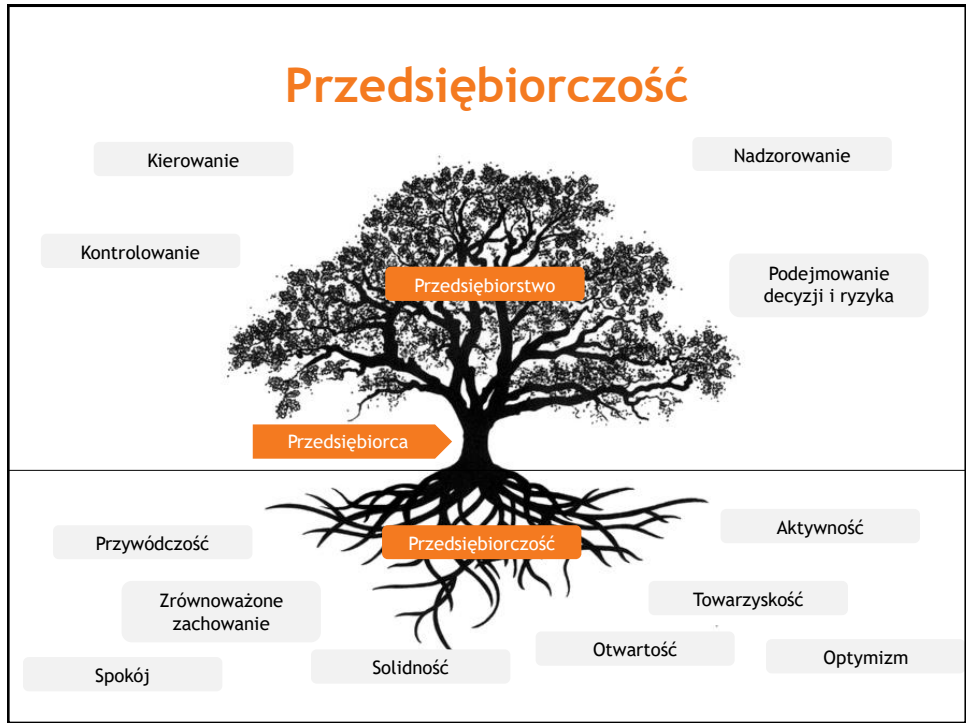 Przedsiębiorczość
Kierowanie
Nadzorowanie
Kontrolowanie
Przedsiębiorstwo
Podejmowanie
decyzji i ryzyka
Przedsiębiorca
Przywódczość
Przedsiębiorczość
Aktywność
Zrównoważone
zachowanie
Towarzyskość
Spokój
Solidność
Otwartość
Optymizm